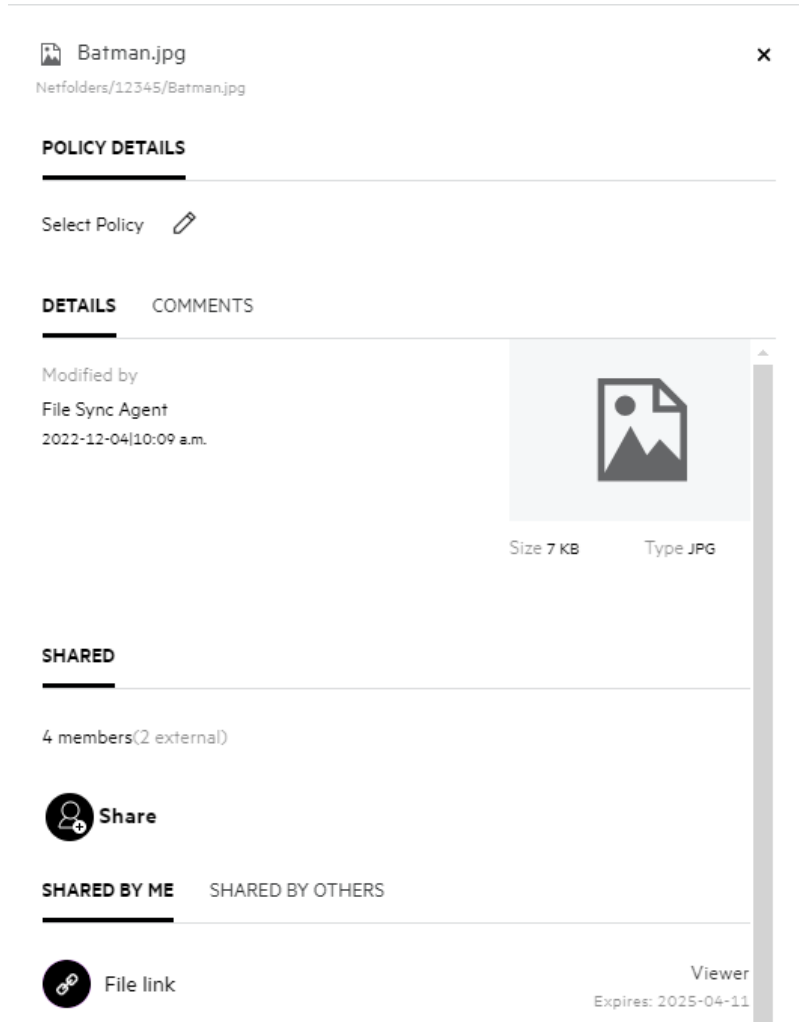 Batman.jpg
Netfolders/12345/Batman.jpg
POLICY DETAILS
Select Policy
DETAILS COMMENTS
Modified by
File Sync Agent
2022-12-04|10:09 a.m.
Size 7 KB Type JPG
SHARED
4 members(2 external)
Share
SHARED BY ME SHARED BY OTHERS
File link
Viewer
Expires: 2025-04-11